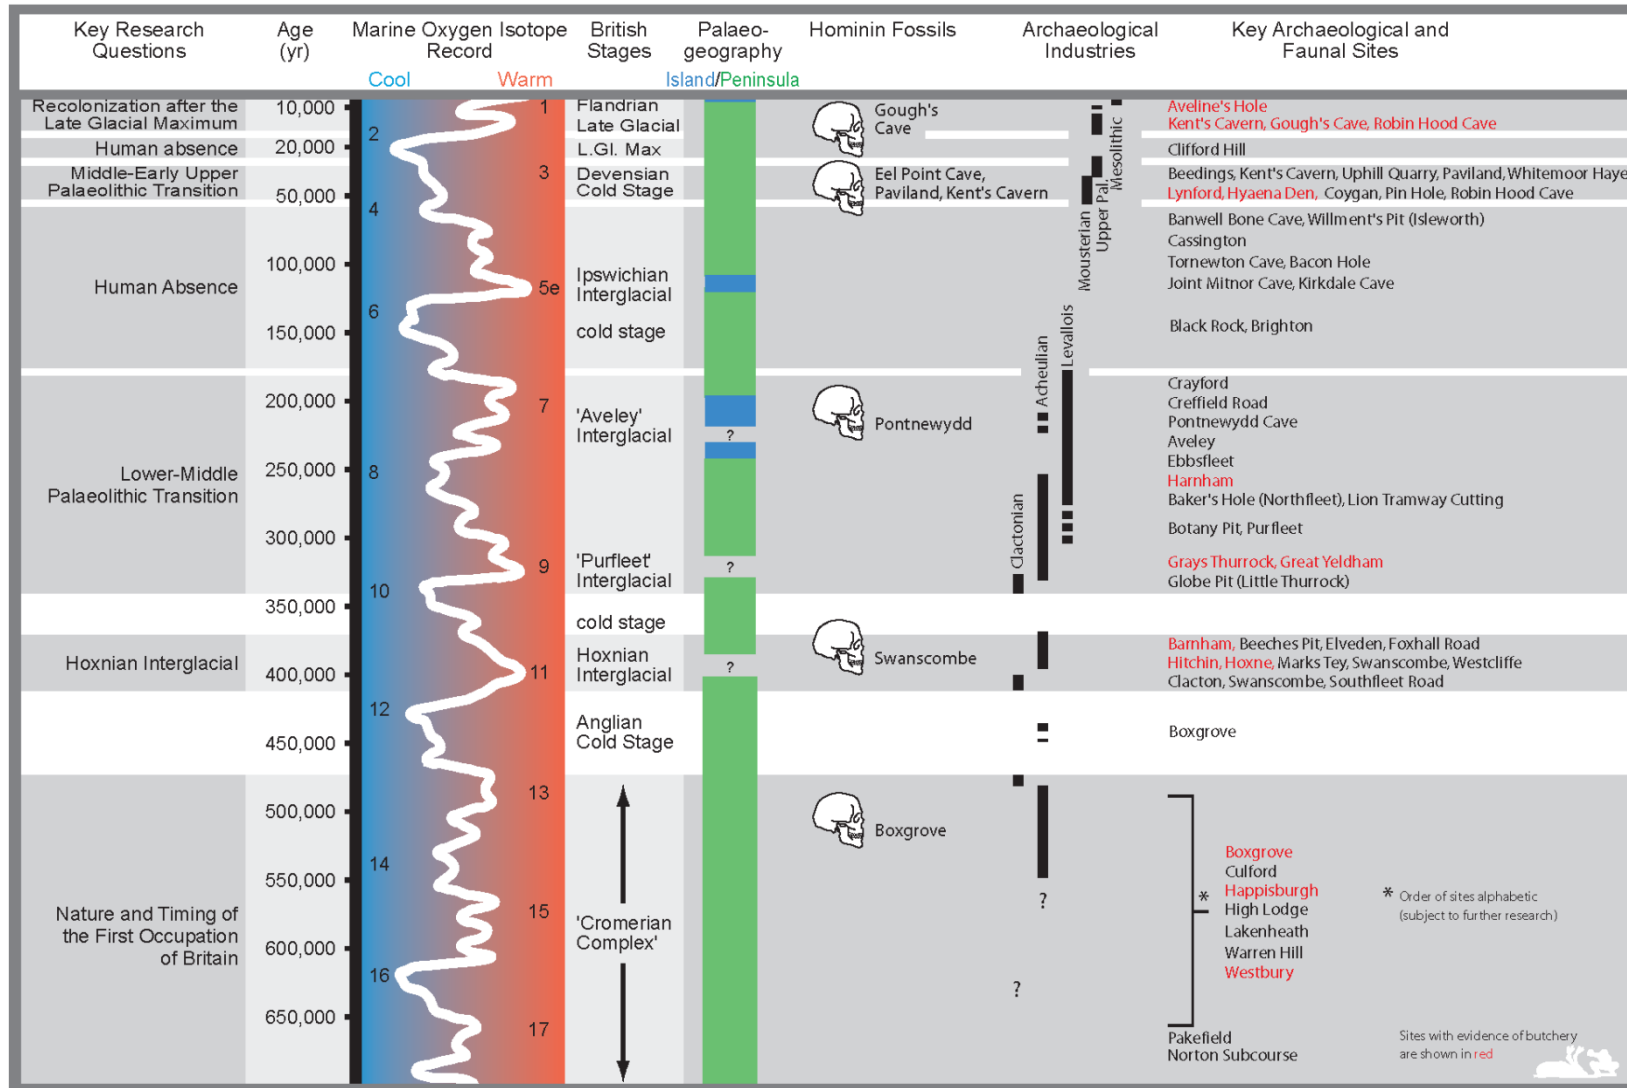 Key Research
Questions
Age
(yr)
Marine Oxygen Isotope
Record
Cool
Warm
British
Stages
Palaeo-
geography
Island/Peninsula
Hominin Fossils
Archaeological
Industries
Key Archaeological and
Faunal Sites
Recolonization after the
Late Glacial Maximum
Human absence
Middle-Early Upper
Palaeolithic Transition
Human Absence
Lower-Middle
Palaeolithic Transition
Hoxnian Interglacial
Nature and Timing of
the First Occupation
of Britain
10,000
20,000
50,000
100,000
150,000
200,000
250,000
300,000
350,000
400,000
450,000
500,000
550,000
600,000
650,000
1
2
3
4
5e
6
7
8
9
10
11
12
13
14
15
16
17
Flandrian
Late Glacial
L.Gl. Max
Devensian
Cold Stage
Ipswichian
Interglacial
cold stage
'Aveley'
Interglacial
'Purfleet'
Interglacial
cold stage
Hoxnian
Interglacial
Anglian
Cold Stage
'Cromerian
Complex'
?
?
?
Gough's
Cave
Eel Point Cave,
Paviland, Kent's Cavern
Pontnewydd
Swanscombe
Boxgrove
Clactonian
Acheulian
Levallois
Mousterian
Upper Pal.
Mesolithic
?
?
Aveline's Hole
Kent's Cavern, Gough's Cave, Robin Hood Cave
Clifford Hill
Beedings, Kent's Cavern, Uphill Quarry, Paviland, Whitemoor Haye
Lynford, Hyaena Den, Coygan, Pin Hole, Robin Hood Cave
Banwell Bone Cave, Willment's Pit (Isleworth)
Cassington
Tornewton Cave, Bacon Hole
Joint Mitnor Cave, Kirkdale Cave
Black Rock, Brighton
Crayford
Creffield Road
Pontnewydd Cave
Aveley
Ebbsfleet
Harnham
Baker's Hole (Northfleet), Lion Tramway Cutting
Botany Pit, Purfleet
Grays Thurrock, Great Yeldham
Globe Pit (Little Thurrock)
Barnham, Beeches Pit, Elveden, Foxhall Road
Hitchin, Hoxne, Marks Tey, Swanscombe, Westcliffe
Clacton, Swanscombe, Southfleet Road
Boxgrove
*
Boxgrove
Culford
Happisburgh
High Lodge
Lakenheath
Warren Hill
Westbury
* Order of sites alphabetic
(subject to further research)
Pakefield
Norton Subcourse
Sites with evidence of butchery
are shown in red